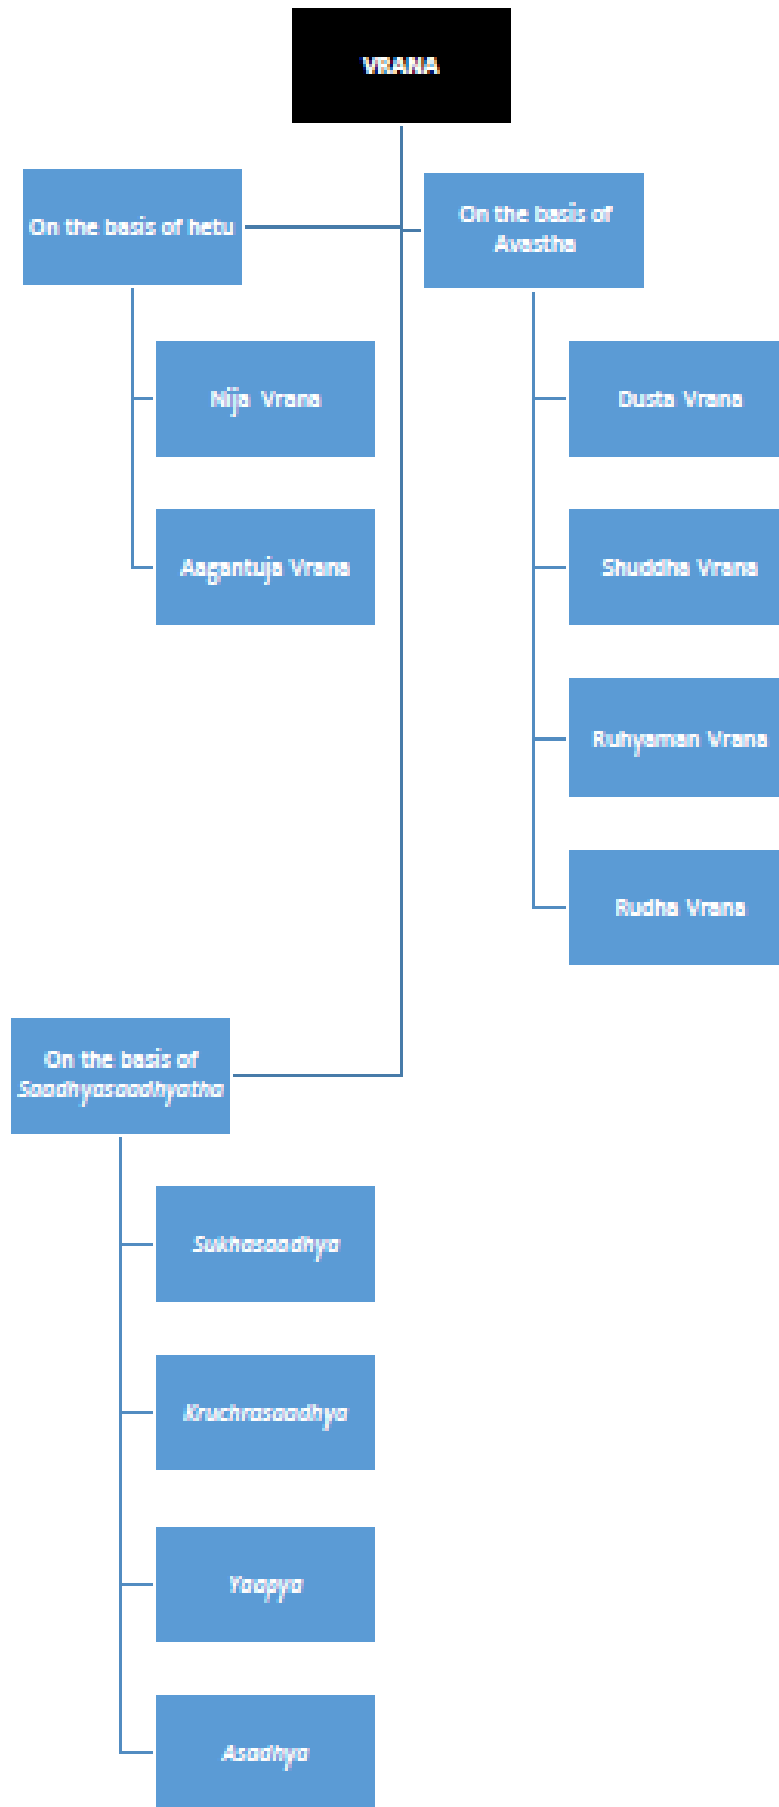 VRANA
On the basis of hetu
Nija Vrana
Aagantuja Vrana
On the basis of
Avastha
Dusta Vrana
Shuddha Vrana
Ruhyaman Vrana
Rudha Vrana
On the basis of
Saadhyasaadhyatha
Sukhasaadhya
Kruchrasaadhya
Yaapya
Asadhya